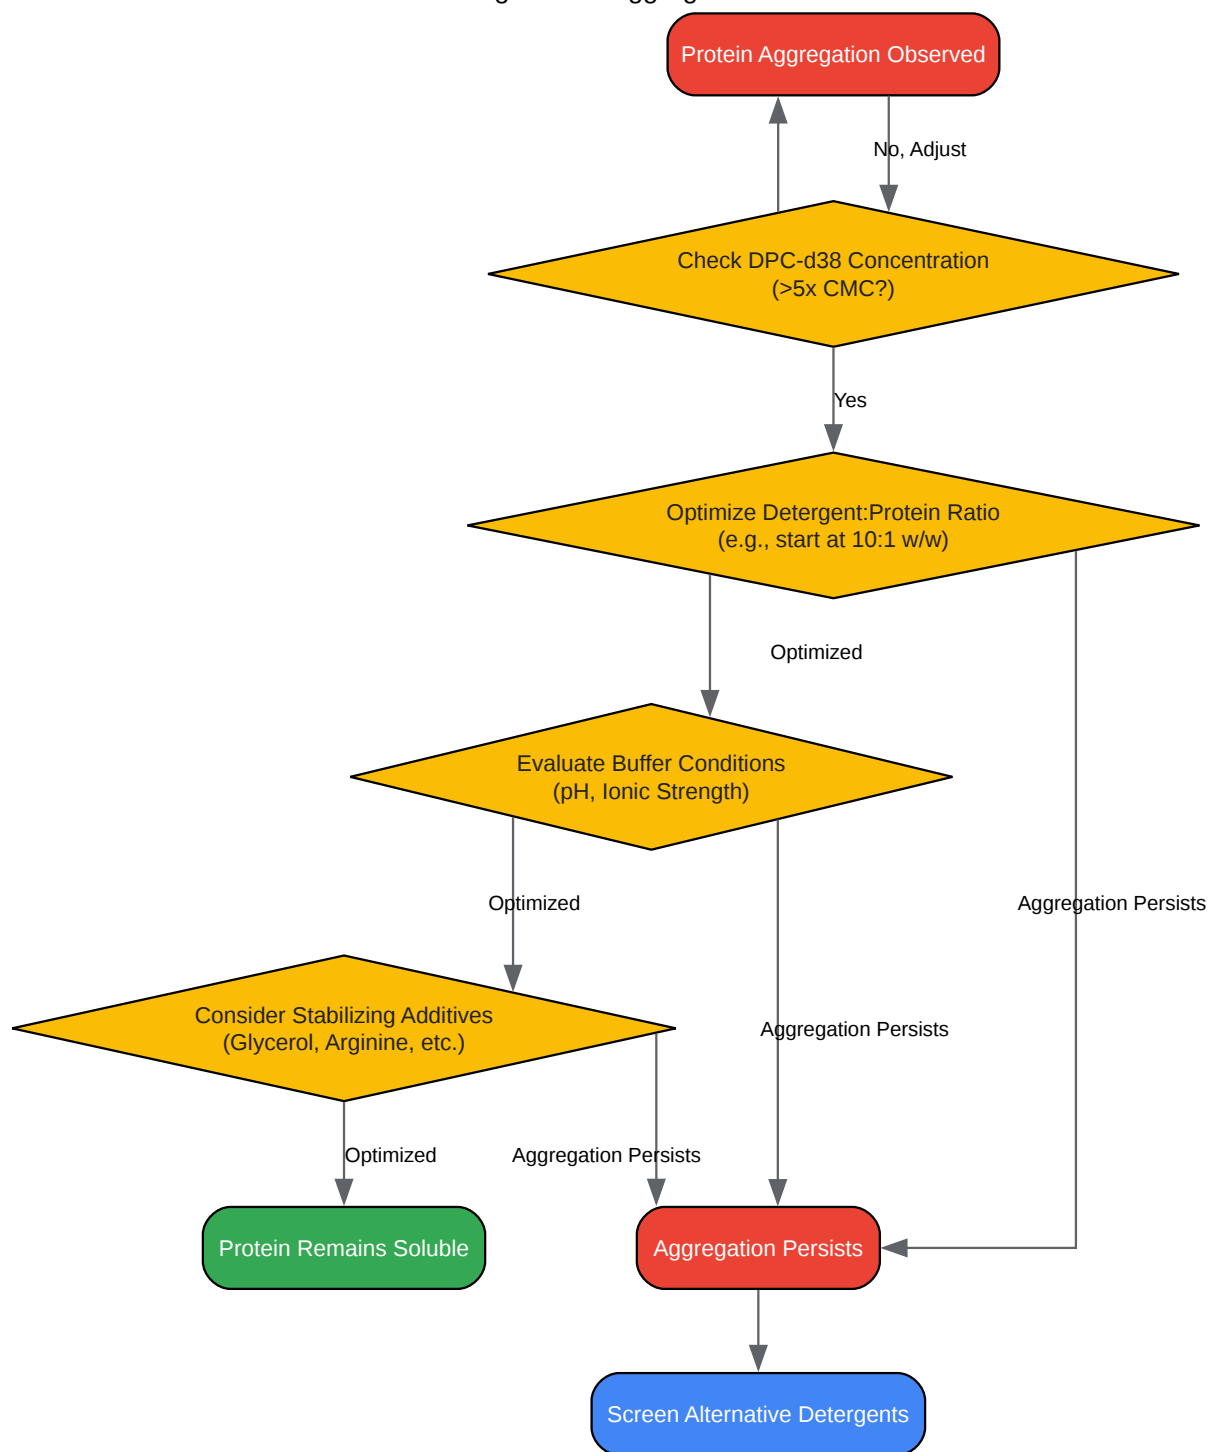 Protein Aggregation Observed
No, Adjust
Check DPC-d38 Concentration
(>5x CMC?)
Yes
Optimize Detergent:Protein Ratio
(e.g., start at 10:1 w/w)
Optimized
Evaluate Buffer Conditions
(pH, Ionic Strength)
Optimized
Aggregation Persists
Consider Stabilizing Additives
(Glycerol, Arginine, etc.)
Aggregation Persists
Optimized
Aggregation Persists
Protein Remains Soluble
Aggregation Persists
Screen Alternative Detergents